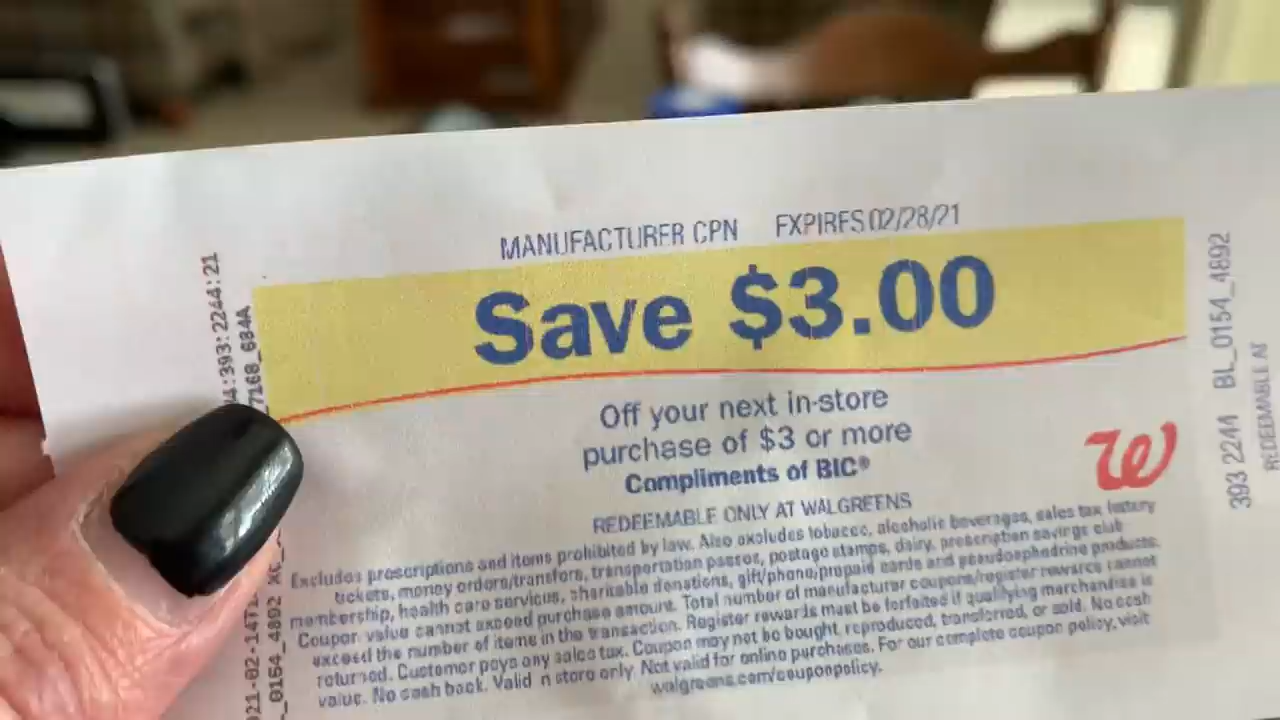 MANUFACTURER CPN EXPIRES 02/28/21
Save $3.00
Off your next in-store
purchase of $3 or more
Compliments of BIC®
REDEEMABLE ONLY AT WALGREENS
Excludes prescriptions and items prohibited by law. Also excludes tobacco, alcoholic beverages, sales tax, lottery
tickets, money orders/transfers, transportation passes, postage stamps, dairy, prescription savings club
membership, health care services, charitable donations, gift/phone/prepaid cards and pseudoephedrine products.
Coupon value cannot exceed purchase amount. Total number of manufacturer coupons/register rewards cannot
exceed the number of items in the transaction. Register rewards must be forfeited if qualifying merchandise is
returned. Customer pays any sales tax. Coupon may not be bought, reproduced, transferred, or sold. No cash
value. No cash back. Valid in store only. Not valid for online purchases. For our complete coupon policy, visit
walgreens.com/couponpolicy.
W
393 2244 BL_0154_4892
REDEEMABLE AT
4:393:2244:21
7168_684A
021-02-14T
_0154_4892 XC